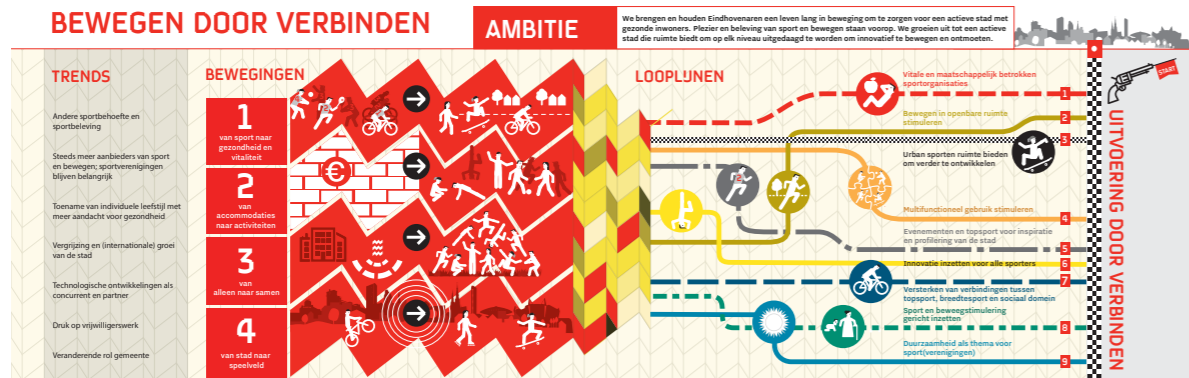 BEWEGEN DOOR VERBINDEN
AMBITIE
We brengen en houden Eindhovenaren een leven lang in beweging om te zorgen voor een actieve stad met
gezonde inwoners. Plezier en beleving van sport en bewegen staan voorop. We groeien uit tot een actieve
stad die ruimte biedt om op elk niveau uitgedaagd te worden om innovatief te bewegen en ontmoeten.
TRENDS
Andere sportbehoefte en
sportbeleving
Steeds meer aanbieders van sport
en bewegen; sportverenigingen
blijven belangrijk
Toename van individuele leefstijl met
meer aandacht voor gezondheid
Vergrijzing en (internationale) groei
van de stad
Technologische ontwikkelingen als
concurrent en partner
Druk op vrijwilligerswerk
Veranderende rol gemeente
BEWEGINGEN
1
van sport naar
gezondheid en
vitaliteit
2
van
accommodaties
naar activiteiten
3
van
alleen naar samen
4
van stad naar
speelveld
€
LOOPLIJNEN
Vitale en maatschappelijk betrokken
sportorganisaties
1
Bewegen in openbare ruimte
stimuleren
2
3
Urban sporten ruimte bieden
om verder te ontwikkelen
Multifunctioneel gebruik stimuleren
4
Evenementen en topsport voor inspiratie
en profilering van de stad
5
Innovatie inzetten voor alle sporters
6
7
Versterken van verbindingen tussen
topsport, breedtesport en sociaal domein
Sport en beweegstimulering
gericht inzetten
8
Duurzaamheid als thema voor
sport(verenigingen)
9
START
UITVOERING DOOR VERBINDEN